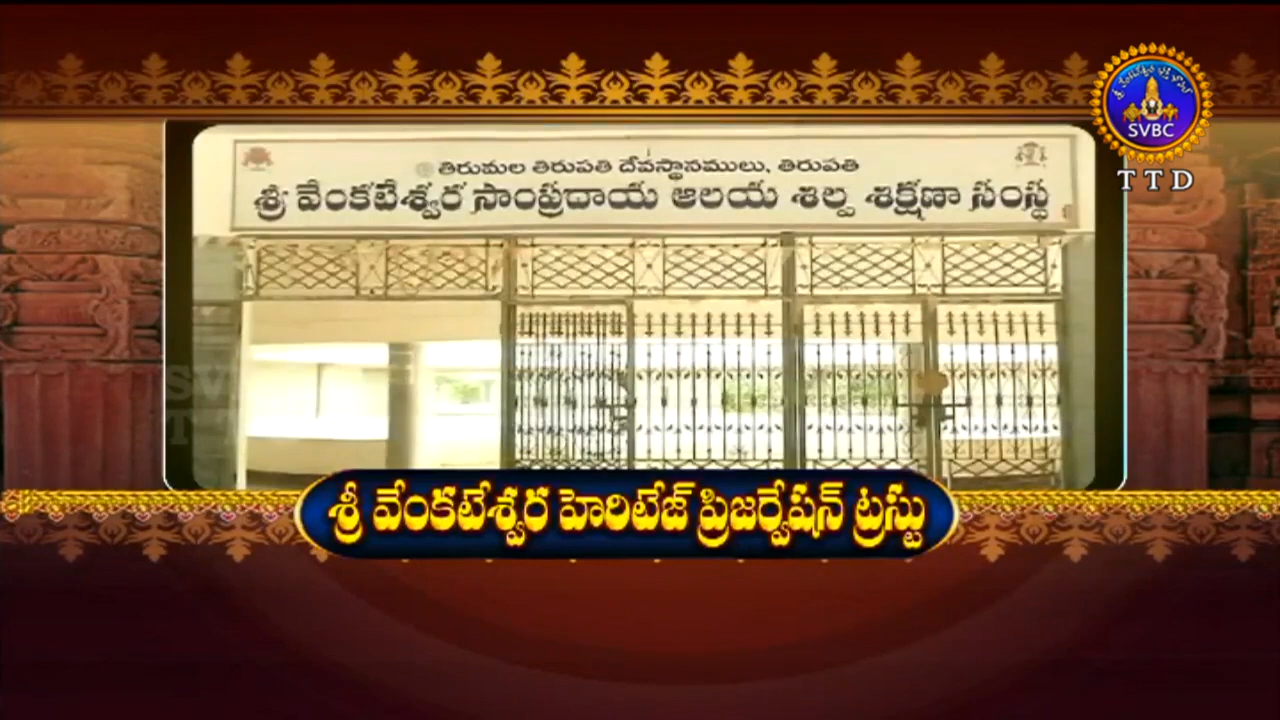 SVBC
TTD
తిరుమల తిరుపతి దేవస్థానములు, తిరుపతి
శ్రీ వేంకటేశ్వర సాంప్రదాయ ఆలయ శిల్ప శిక్షణా సంస్థ
శ్రీ వేంకటేశ్వర హెరిటేజ్ ప్రిజర్వేషన్ ట్రస్టు